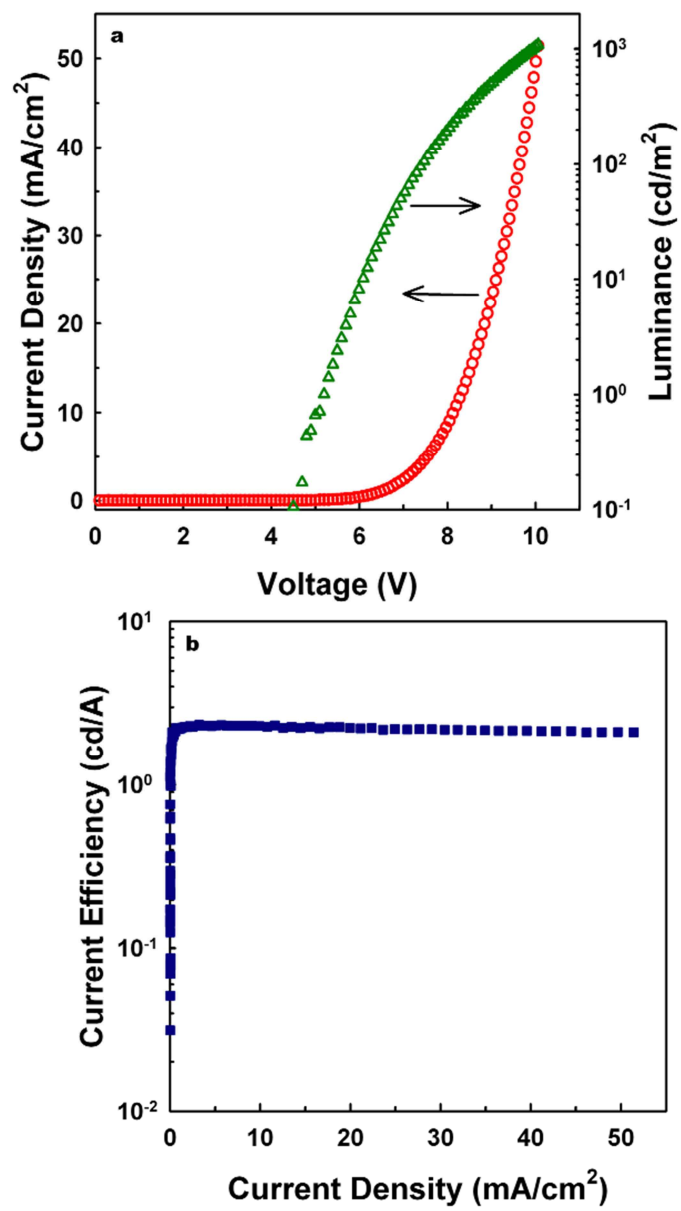 a
50
40
30
20
10
0
Current Density (mA/cm²)
10³
10²
10¹
10⁰
10⁻¹
Luminance (cd/m²)
0 2 4 6 8 10
Voltage (V)
b
10¹
10⁰
10⁻¹
10⁻²
Current Efficiency (cd/A)
0 10 20 30 40 50
Current Density (mA/cm²)